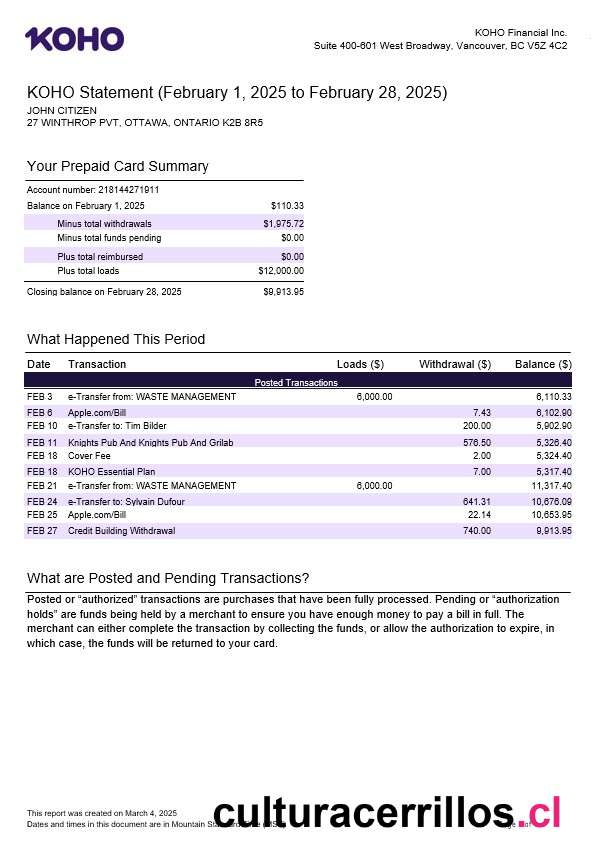 KOHO
KOHO Financial Inc.
Suite 400-601 West Broadway, Vancouver, BC V5Z 4C2
KOHO Statement (February 1, 2025 to February 28, 2025)
JOHN CITIZEN
27 WINTHROP PVT, OTTAWA, ONTARIO K2B 8R5
Your Prepaid Card Summary
Account number: 218144271911
Balance on February 1, 2025 $110.33
Minus total withdrawals $1,975.72
Minus total funds pending $0.00
Plus total reimbursed $0.00
Plus total loads $12,000.00
Closing balance on February 28, 2025 $9,913.95
What Happened This Period
Date Transaction Loads ($) Withdrawal ($) Balance ($)
Posted Transactions
FEB 3 e-Transfer from: WASTE MANAGEMENT 6,000.00 6,110.33
FEB 6 Apple.com/Bill 7.43 6,102.90
FEB 10 e-Transfer to: Tim Bilder 200.00 5,902.90
FEB 11 Knights Pub And Knights Pub And Grilab 576.50 5,326.40
FEB 18 Cover Fee 2.00 5,324.40
FEB 18 KOHO Essential Plan 7.00 5,317.40
FEB 21 e-Transfer from: WASTE MANAGEMENT 6,000.00 11,317.40
FEB 24 e-Transfer to: Sylvain Dufour 641.31 10,676.09
FEB 25 Apple.com/Bill 22.14 10,653.95
FEB 27 Credit Building Withdrawal 740.00 9,913.95
What are Posted and Pending Transactions?
Posted or “authorized” transactions are purchases that have been fully processed. Pending or “authorization
holds” are funds being held by a merchant to ensure you have enough money to pay a bill in full. The
merchant can either complete the transaction by collecting the funds, or allow the authorization to expire, in
which case, the funds will be returned to your card.
This report was created on March 4, 2025
Dates and times in this document are in Mountain
culturacerrillos.cl